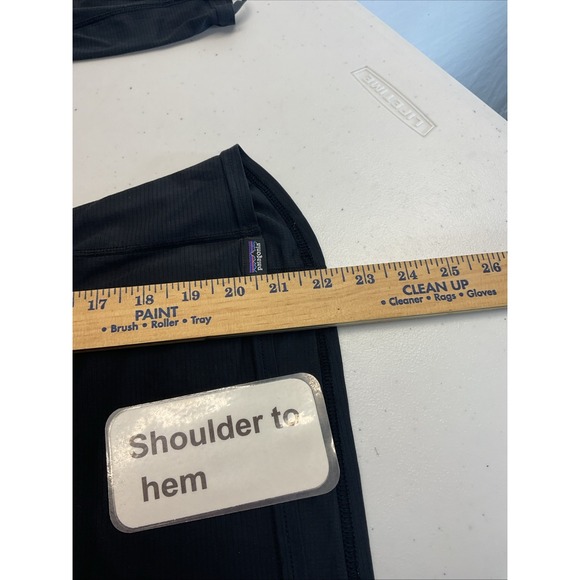 LIFETIME
patagonia
17 18 19 20 21 22 23 24 25 26
PAINT
• Brush • Roller • Tray
CLEAN UP
• Cleaner • Rags • Gloves
Shoulder to
hem